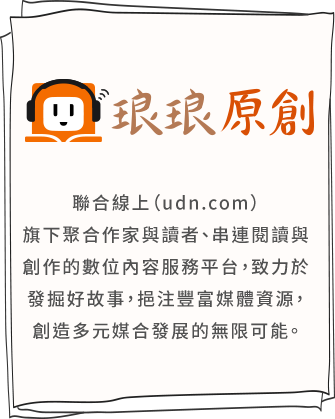 琅琅原創
聯合線上（udn.com）
旗下聚合作家與讀者、串連閱讀與
創作的數位內容服務平台，致力於
發掘好故事，挹注豐富媒體資源，
創造多元媒合發展的無限可能。